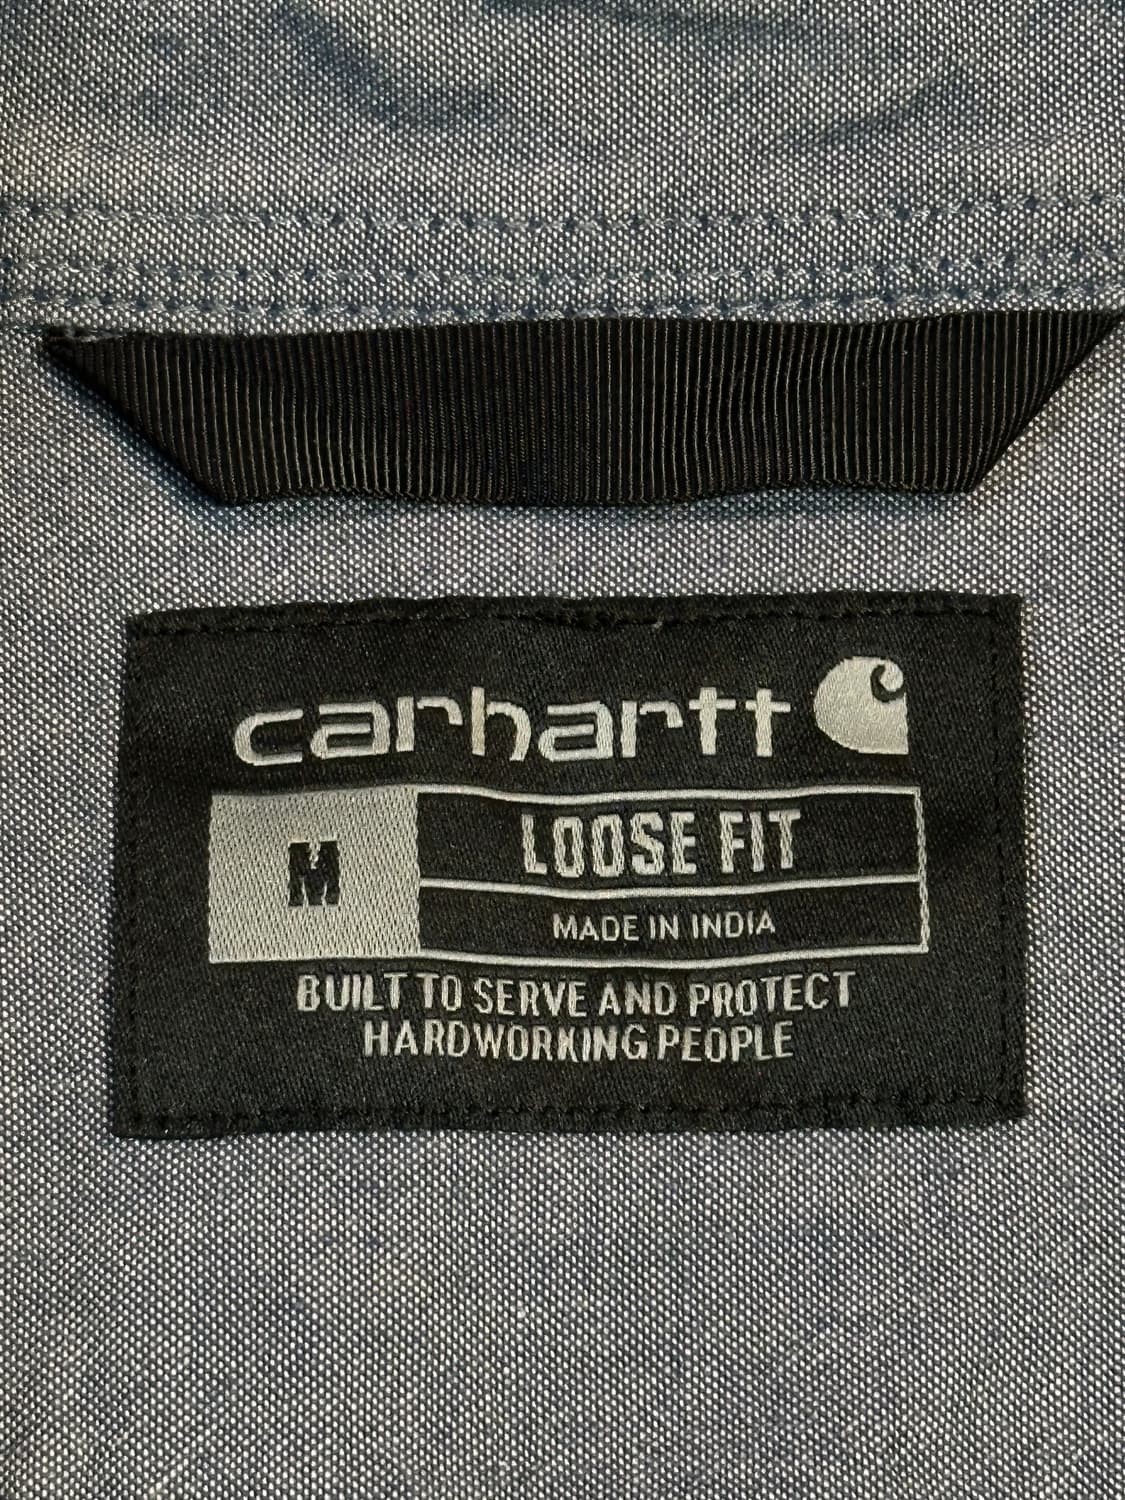 carhartt
M
LOOSE FIT
MADE IN INDIA
BUILT TO SERVE AND PROTECT
HARDWORKING PEOPLE